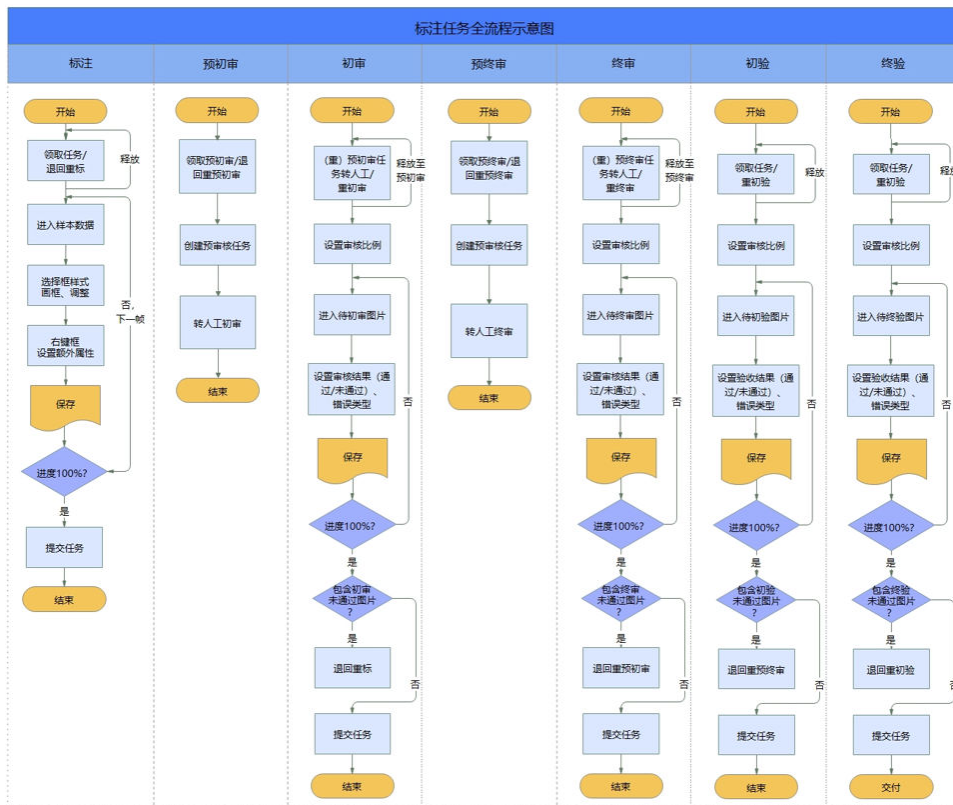 标注任务全流程示意图
标注
预初审
初审
预终审
终审
初验
终验
开始
领取任务/
退回重标
释放
进入样本数据
选择框样式
画框、调整
否，
下一帧
右键框
设置额外属性
保存
进度100%?
是
提交任务
结束
开始
领取预初审/退
回重预初审
创建预审核任务
转人工初审
结束
开始
（重）预初审任
务转人工/
重初审
释放至
预初审
设置审核比例
进入待初审图片
设置审核结果（通
过/未通过）、
错误类型
否
保存
进度100%?
是
包含初审
未通过图片
？
是
退回重标
否
提交任务
结束
开始
领取预终审/退
回重预终审
创建预审核任务
转人工终审
结束
开始
（重）预终审任
务转人工/
重终审
释放至
预终审
设置审核比例
进入待终审图片
设置审核结果（通
过/未通过）、
错误类型
否
保存
进度100%?
是
包含终审
未通过图片
？
是
退回重预初审
否
提交任务
结束
开始
领取任务/
重初验
释放
设置审核比例
进入待初验图片
设置验收结果（通
过/未通过）、
错误类型
否
保存
进度100%?
是
包含初验
未通过图片
？
是
退回重预终审
否
提交任务
结束
开始
领取任务/
重初验
释放
设置审核比例
进入待终验图片
设置验收结果（通
过/未通过）、
错误类型
否
保存
进度100%?
是
包含终验
未通过图片
？
是
退回重初验
否
提交任务
交付